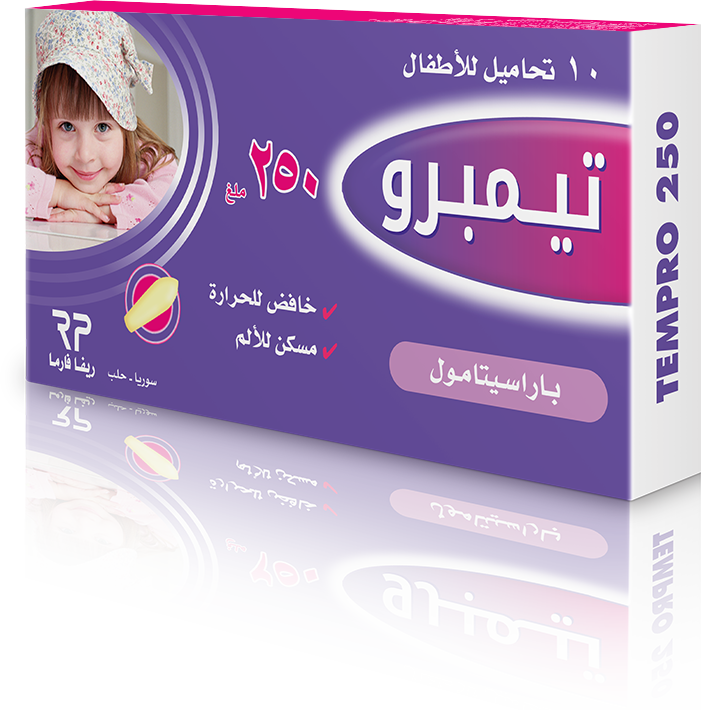 ١٠ تحاميل للأطفال
تيمبرو
٢٥٠
ملغ
خافض للحرارة
مسكن للألم
باراسيتامول
RP
ريفا فارما
سوريا - حلب
TEMPRO 250